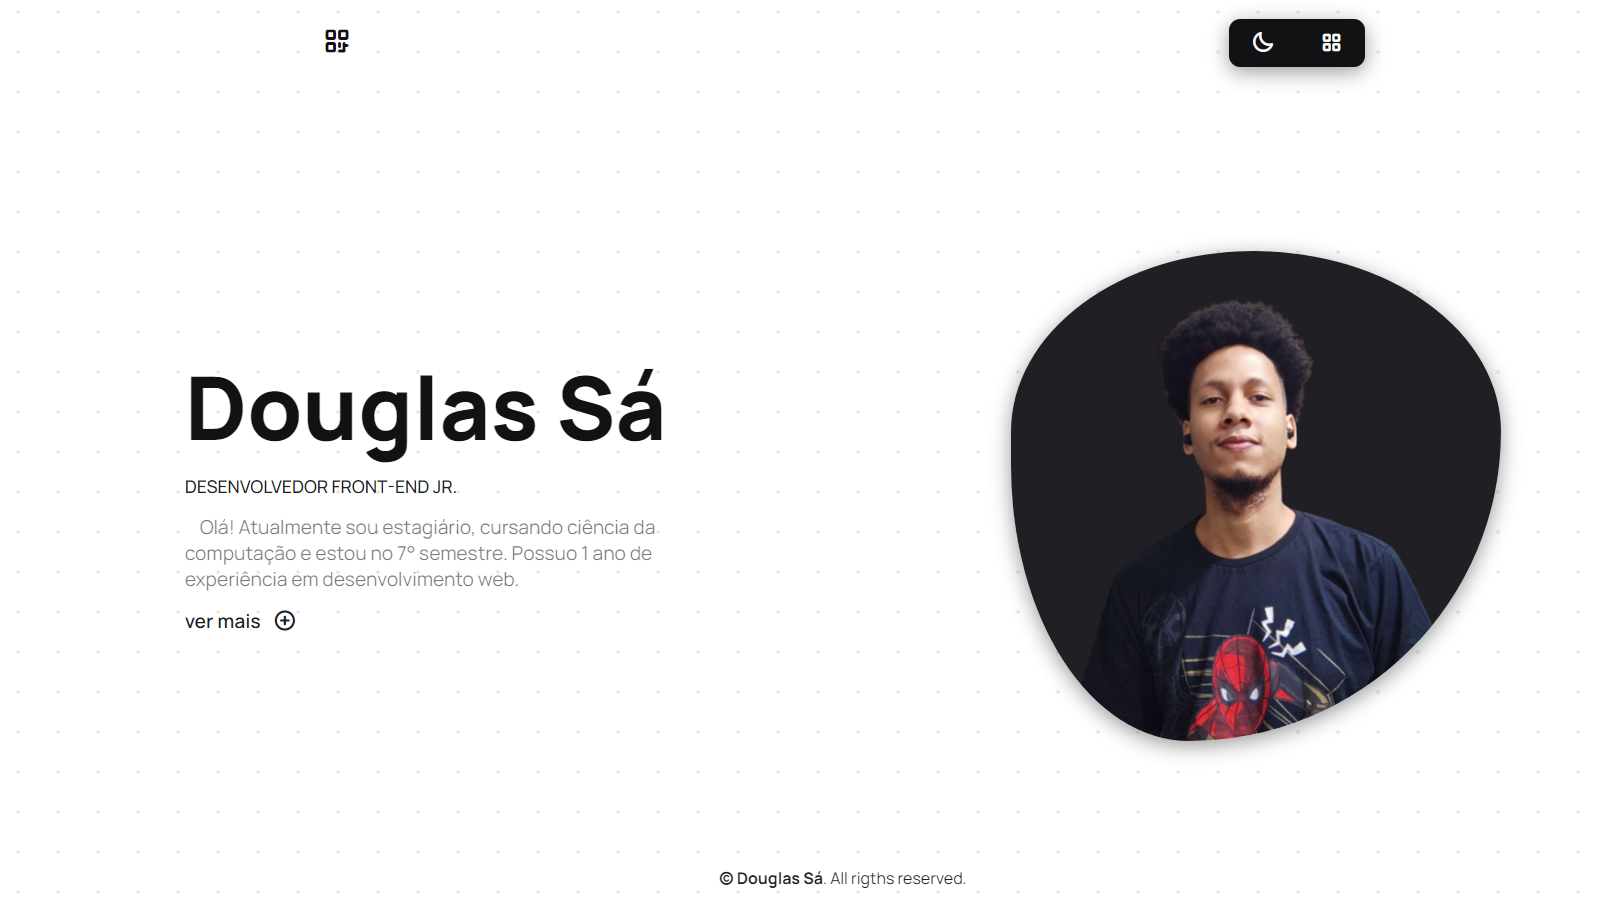 Douglas Sá
DESENVOLVEDOR FRONT-END JR.
Olá! Atualmente sou estagiário, cursando ciência da
computação e estou no 7° semestre. Possuo 1 ano de
experiência em desenvolvimento web.
ver mais
© Douglas Sá. All rigths reserved.